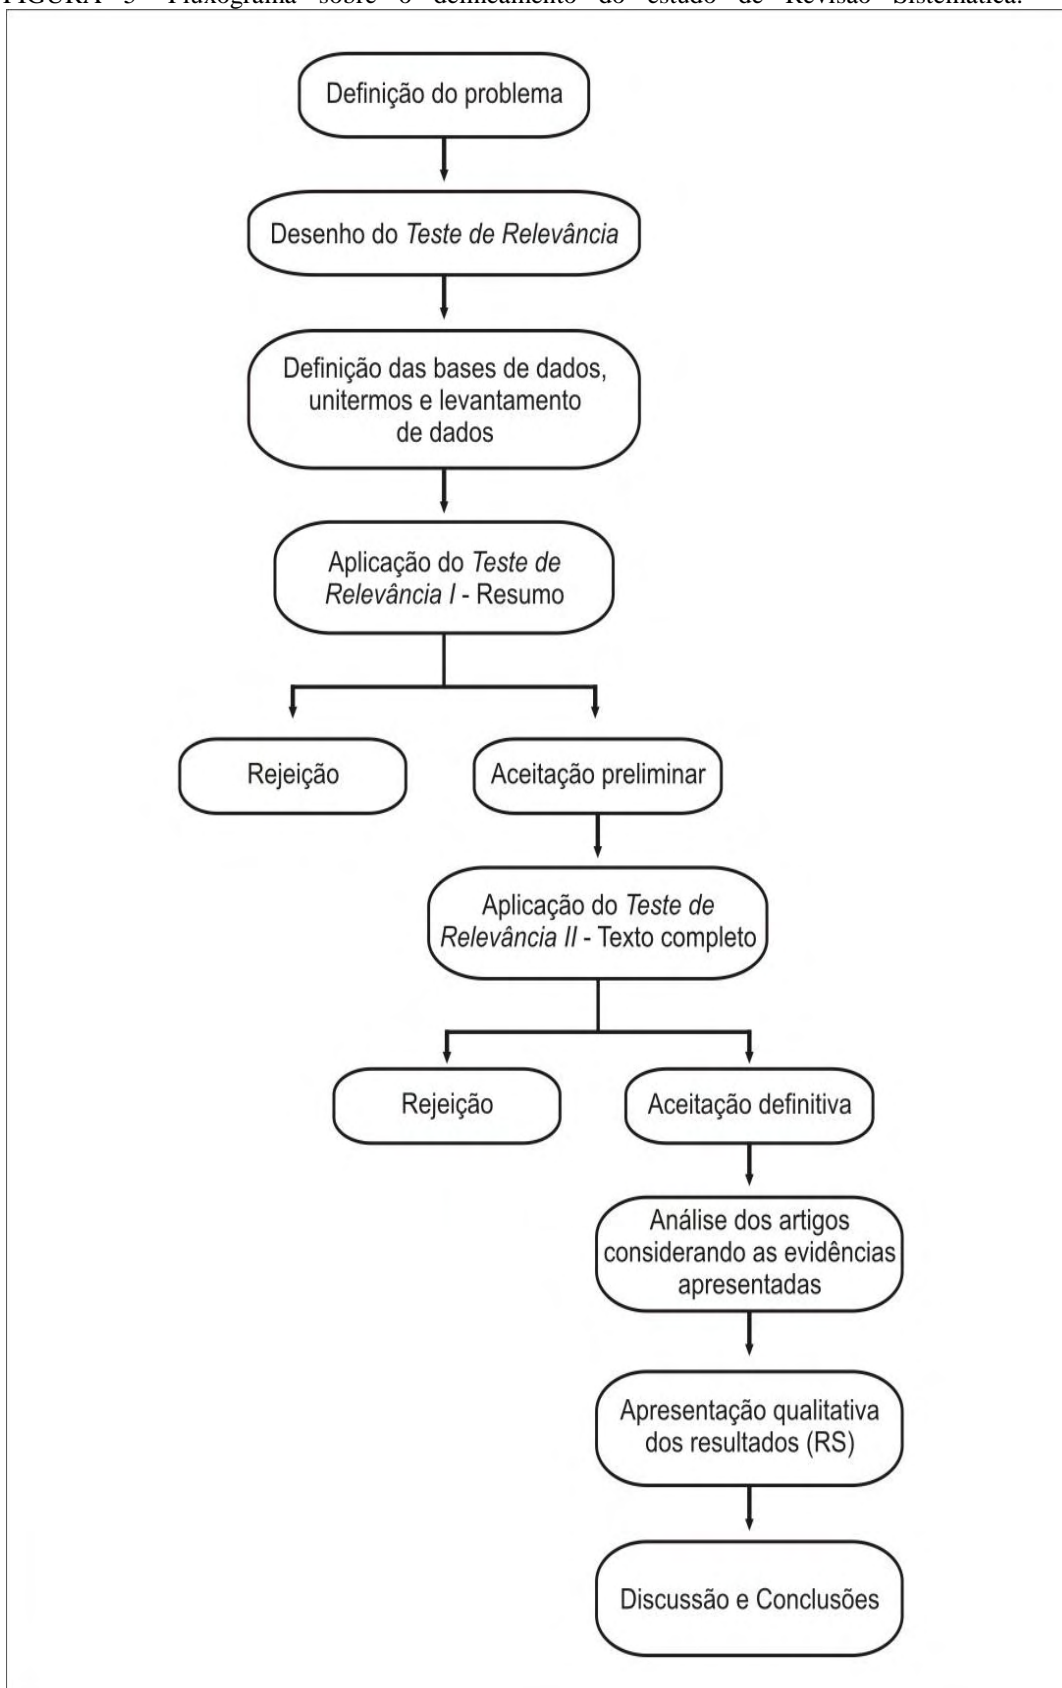 FIGURA 3 Fluxograma sobre o delineamento do estudo de Revisão Sistemática.
Definição do problema
Desenho do Teste de Relevância
Definição das bases de dados,
unitermos e levantamento
de dados
Aplicação do Teste de
Relevância I - Resumo
Rejeição
Aceitação preliminar
Aplicação do Teste de
Relevância II - Texto completo
Rejeição
Aceitação definitiva
Análise dos artigos
considerando as evidências
apresentadas
Apresentação qualitativa
dos resultados (RS)
Discussão e Conclusões